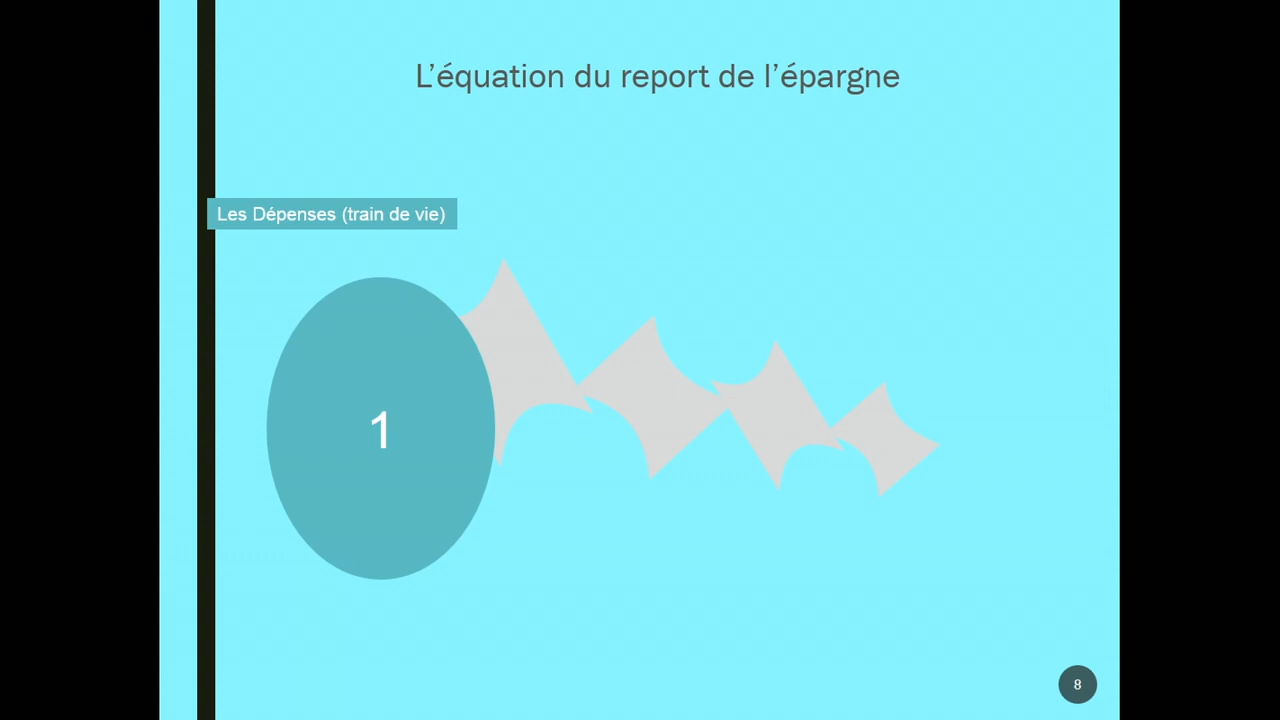 L’équation du report de l’épargne
Les Dépenses (train de vie)
1
8